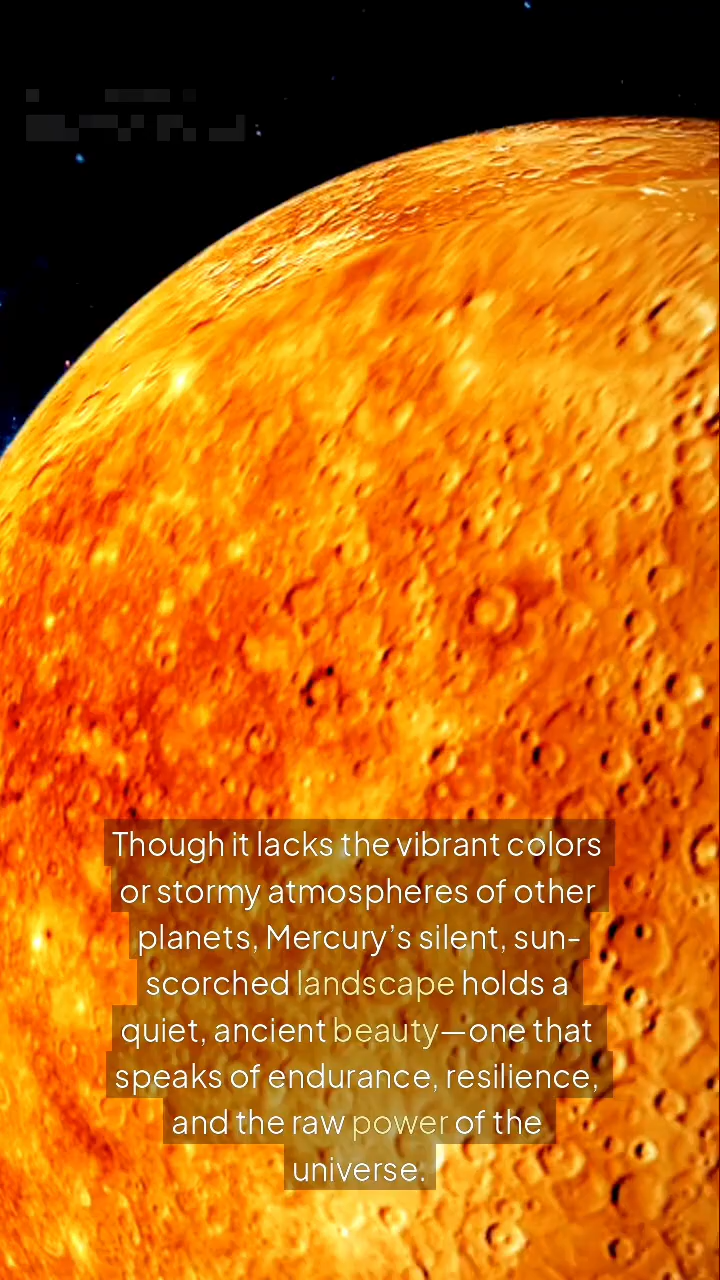 Though it lacks the vibrant colors
or stormy atmospheres of other
planets, Mercury’s silent, sun-
scorched landscape holds a
quiet, ancient beauty—one that
speaks of endurance, resilience,
and the raw power of the
universe.